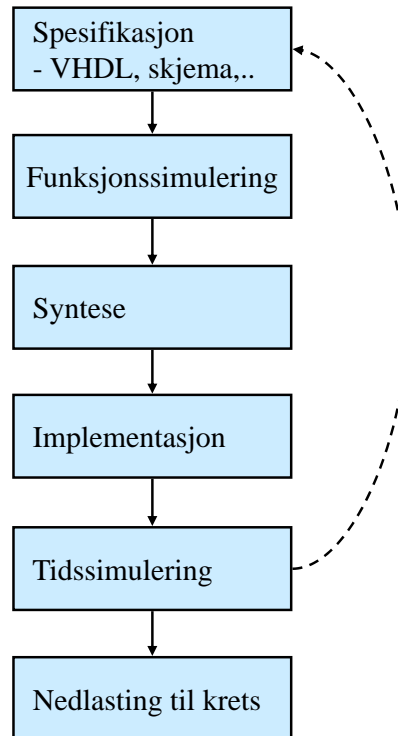 Spesifikasjon
- VHDL, skjema,..
Funksjonssimulering
Syntese
Implementasjon
Tidssimulering
Nedlasting til krets